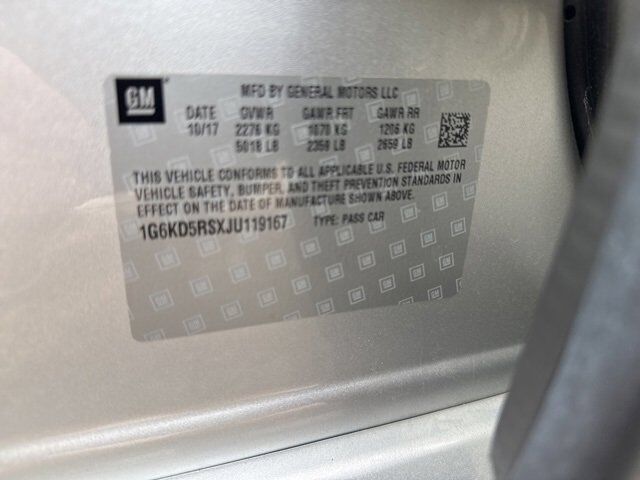 GM
MFD BY GENERAL MOTORS LLC
DATE GVWR GAWR FRT GAWR RR
10/17 2276 KG 1070 KG 1206 KG
5018 LB 2359 LB 2659 LB
THIS VEHICLE CONFORMS TO ALL APPLICABLE U.S. FEDERAL MOTOR
VEHICLE SAFETY, BUMPER, AND THEFT PREVENTION STANDARDS IN
EFFECT ON THE DATE OF MANUFACTURE SHOWN ABOVE.
1G6KD5RSXJU119167 TYPE: PASS CAR